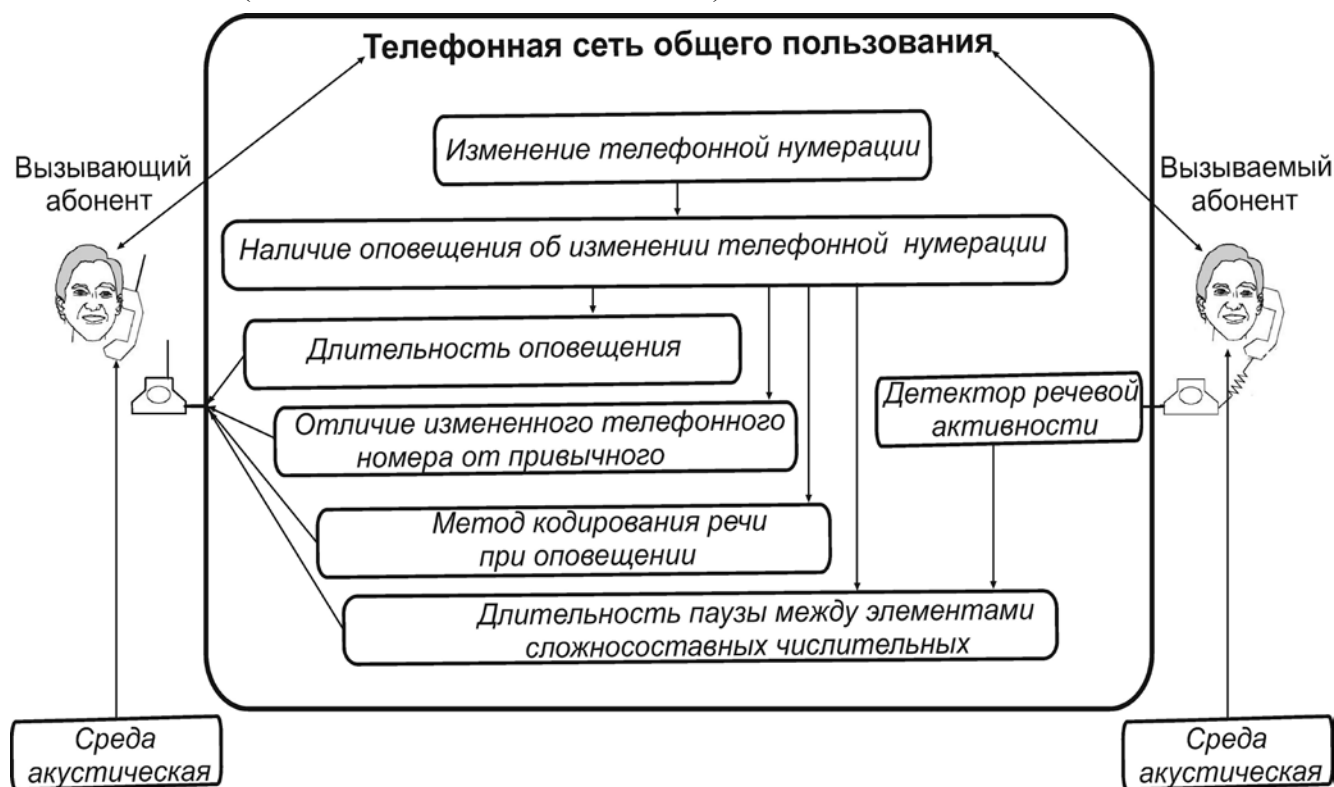 Телефонная сеть общего пользования
Изменение телефонной нумерации
Вызывающий
абонент
Вызываемый
абонент
Наличие оповещения об изменении телефонной нумерации
Длительность оповещения
Детектор речевой
активности
Отличие измененного телефонного
номера от привычного
Метод кодирования речи
при оповещении
Длительность паузы между элементами
сложносоставных числительных
Среда
акустическая
Среда
акустическая